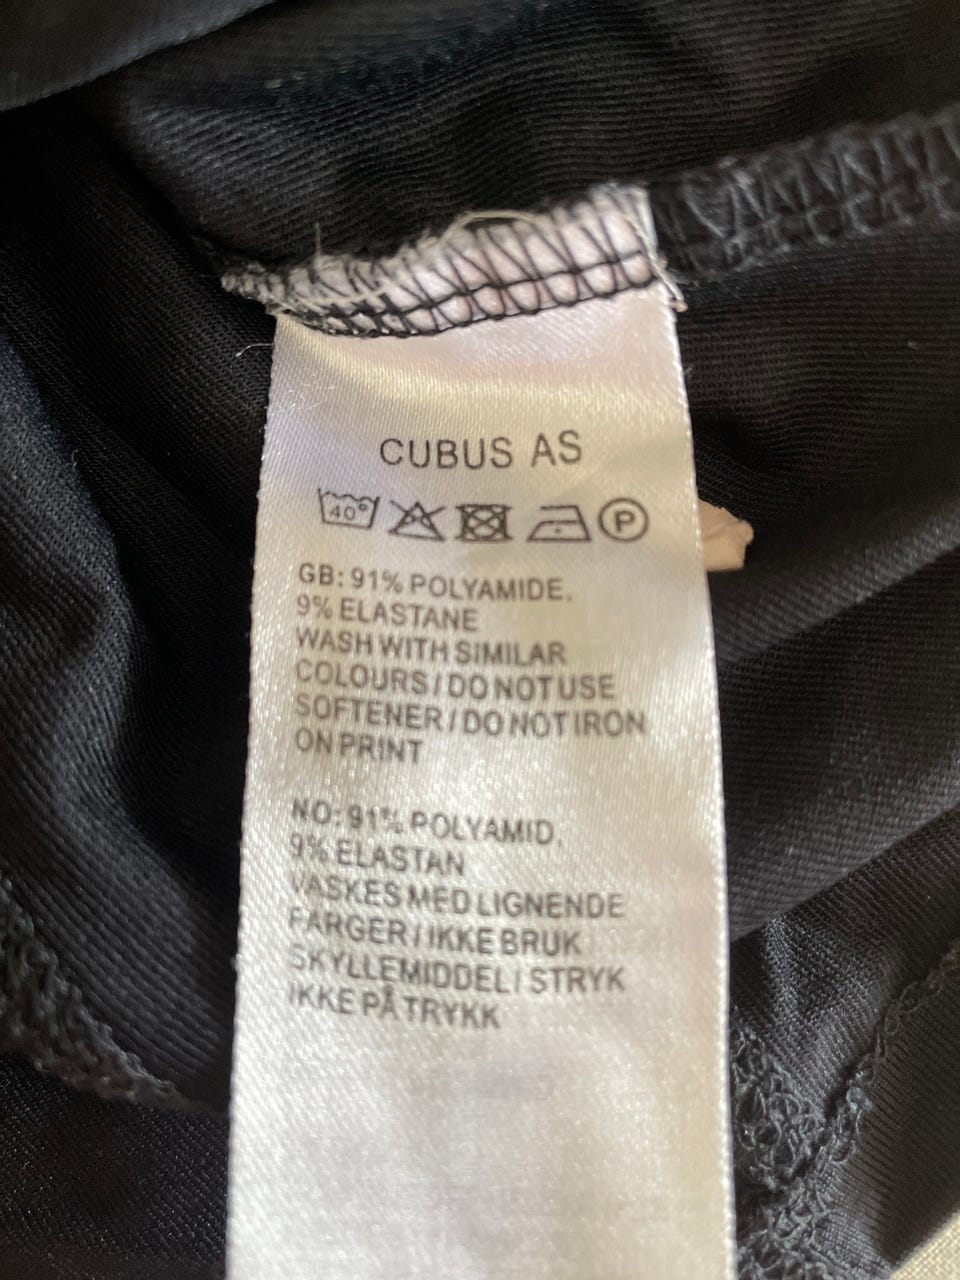 CUBUS AS
40° P
GB: 91% POLYAMIDE.
9% ELASTANE
WASH WITH SIMILAR
COLOURS / DO NOT USE
SOFTENER / DO NOT IRON
ON PRINT
NO: 91% POLYAMID.
9% ELASTAN
VASKES MED LIGNENDE
FARGER / IKKE BRUK
SKYLLEMIDDEL / STRYK
IKKE PÅ TRYKK